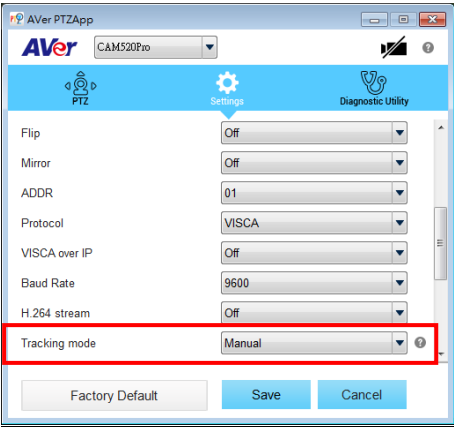 AVer PTZApp
AVer CAM520Pro
PTZ Settings Diagnostic Utility
Flip Off
Mirror Off
ADDR 01
Protocol VISCA
VISCA over IP Off
Baud Rate 9600
H.264 stream Off
Tracking mode Manual ?
Factory Default Save Cancel